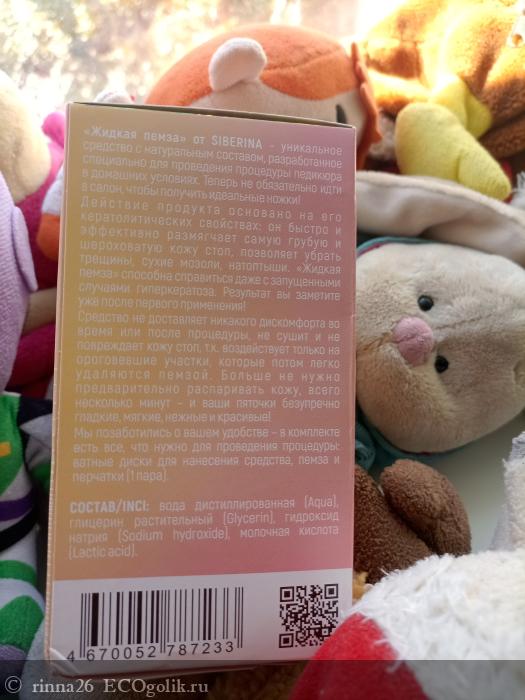 «Жидкая пемза» от SIBERINA - уникальное
средство с натуральным составом, разработанное
специально для проведения процедуры педикюра
в домашних условиях. Теперь не обязательно идти
в салон, чтобы получить идеальные ножки!
Действие продукта основано на его
кератолитических свойствах: он быстро и
эффективно размягчает самую грубую и
шероховатую кожу стоп, позволяет убрать
трещины, сухие мозоли, натоптыши. «Жидкая
пемза» способна справиться даже с запущенными
случаями гиперкератоза. Результат вы заметите
уже после первого применения!
Средство не доставляет никакого дискомфорта во
время или после процедуры, не сушит и не
повреждает кожу стоп, т.к. воздействует только на
ороговевшие участки, которые потом легко
удаляются пемзой. Больше не нужно
предварительно распаривать кожу, всего
несколько минут – и ваши пяточки безупречно
гладкие, мягкие, нежные и красивые!
Мы позаботились о вашем удобстве – в комплекте
есть все, что нужно для проведения процедуры:
ватные диски для нанесения средства, пемза и
перчатки (1 пара).
СОСТАВ/INCI: вода дистиллированная (Aqua),
глицерин растительный (Glycerin), гидроксид
натрия (Sodium hydroxide), молочная кислота
(Lactic acid).
4 670052 787233
rinna26 ECOgolik.ru